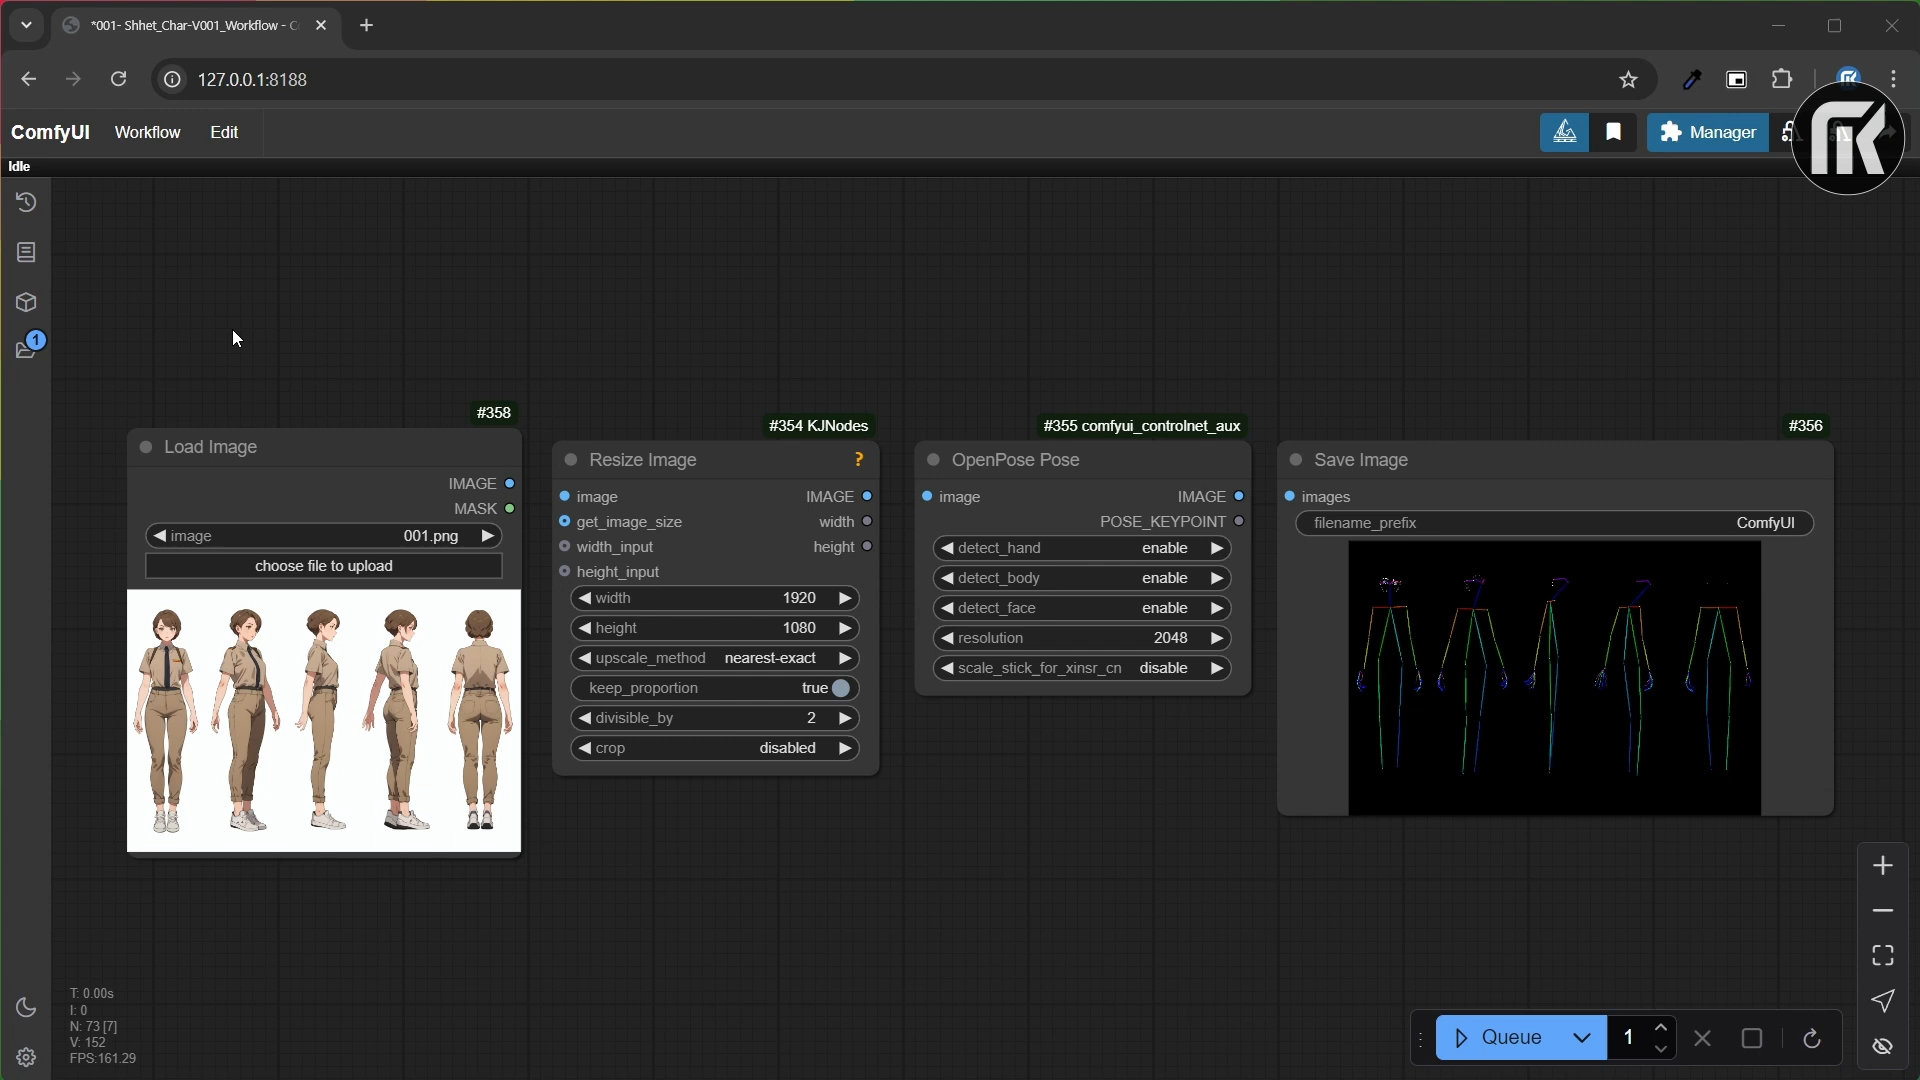 *001- Shhet_Char-V001_Workflow - C
127.0.0.1:8188
ComfyUI
Workflow
Edit
Manager
Idle
1
#358
Load Image
IMAGE
MASK
image 001.png
choose file to upload
#354 KJNodes
Resize Image ?
image IMAGE
get_image_size width
width_input height
height_input
width 1920
height 1080
upscale_method nearest-exact
keep_proportion true
divisible_by 2
crop disabled
#355 comfyui_controlnet_aux
OpenPose Pose
image IMAGE
POSE_KEYPOINT
detect_hand enable
detect_body enable
detect_face enable
resolution 2048
scale_stick_for_xinsr_cn disable
#356
Save Image
images
filename_prefix ComfyUI
T: 0.00s
I: 0
N: 73 [7]
V: 152
FPS:161.29
Queue
1